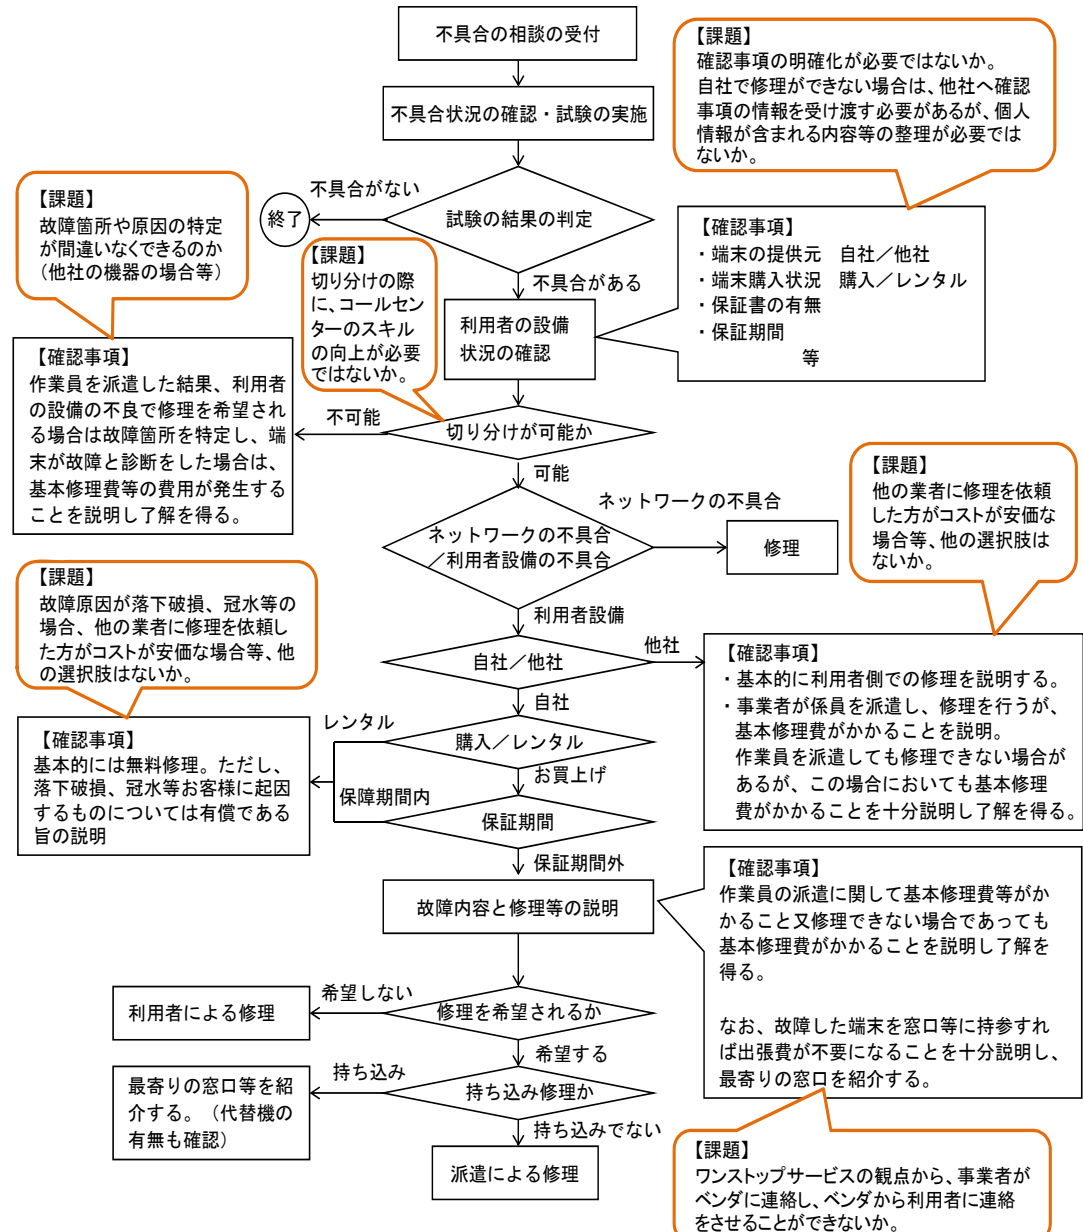 不具合の相談の受付
【課題】
確認事項の明確化が必要ではないか。
自社で修理ができない場合は、他社へ確認
事項の情報を受け渡す必要があるが、個人
情報が含まれる内容等の整理が必要では
ないか。
不具合状況の確認・試験の実施
【課題】
故障箇所や原因の特定
が間違いなくできるのか
（他社の機器の場合等）
不具合がない
終了
試験の結果の判定
【確認事項】
・端末の提供元　自社／他社
・端末購入状況　購入／レンタル
・保証書の有無
・保証期間
等
【課題】
切り分けの際
に、コールセン
ターのスキル
の向上が必要
ではないか。
不具合がある
利用者の設備
状況の確認
【確認事項】
作業員を派遣した結果、利用者
の設備の不良で修理を希望され
る場合は故障箇所を特定し、端
末が故障と診断をした場合は、
基本修理費等の費用が発生する
ことを説明し了解を得る。
不可能
切り分けが可能か
可能
【課題】
他の業者に修理を依頼
した方がコストが安価な
場合等、他の選択肢は
ないか。
ネットワークの不具合
ネットワークの不具合
／利用者設備の不具合
修理
【課題】
故障原因が落下破損、冠水等の
場合、他の業者に修理を依頼し
た方がコストが安価な場合等、他
の選択肢はないか。
利用者設備
自社／他社
他社
【確認事項】
・基本的に利用者側での修理を説明する。
・事業者が係員を派遣し、修理を行うが、
基本修理費がかかることを説明。
作業員を派遣しても修理できない場合が
あるが、この場合においても基本修理
費がかかることを十分説明し了解を得る。
自社
レンタル
購入／レンタル
【確認事項】
基本的には無料修理。ただし、
落下破損、冠水等お客様に起因
するものについては有償である
旨の説明
お買上げ
保障期間内
保証期間
保証期間外
故障内容と修理等の説明
【確認事項】
作業員の派遣に関して基本修理費等がか
かること又修理できない場合であっても
基本修理費がかかることを説明し了解を
得る。
なお、故障した端末を窓口等に持参すれ
ば出張費が不要になることを十分説明し、
最寄りの窓口を紹介する。
希望しない
利用者による修理
修理を希望されるか
希望する
持ち込み
最寄りの窓口等を紹
介する。（代替機の
有無も確認）
持ち込み修理か
持ち込みでない
派遣による修理
【課題】
ワンストップサービスの観点から、事業者が
ベンダに連絡し、ベンダから利用者に連絡
をさせることができないか。